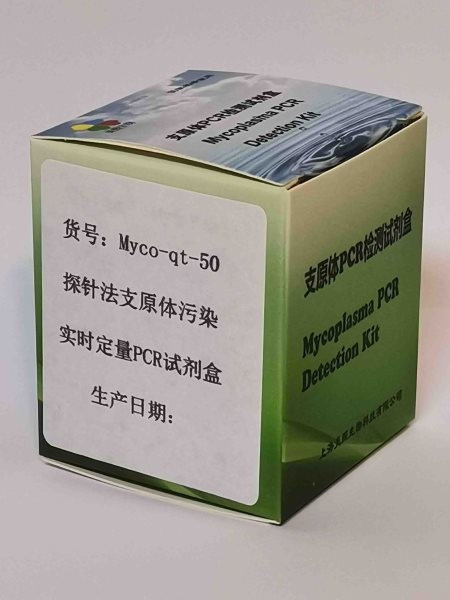 支原体PCR检测试剂盒
Mycoplasma PCR
Detection Kit
货号：Myco-qt-50
探针法支原体污染
实时定量PCR试剂盒
生产日期：
支原体PCR检测试剂盒
Mycoplasma PCR
Detection Kit